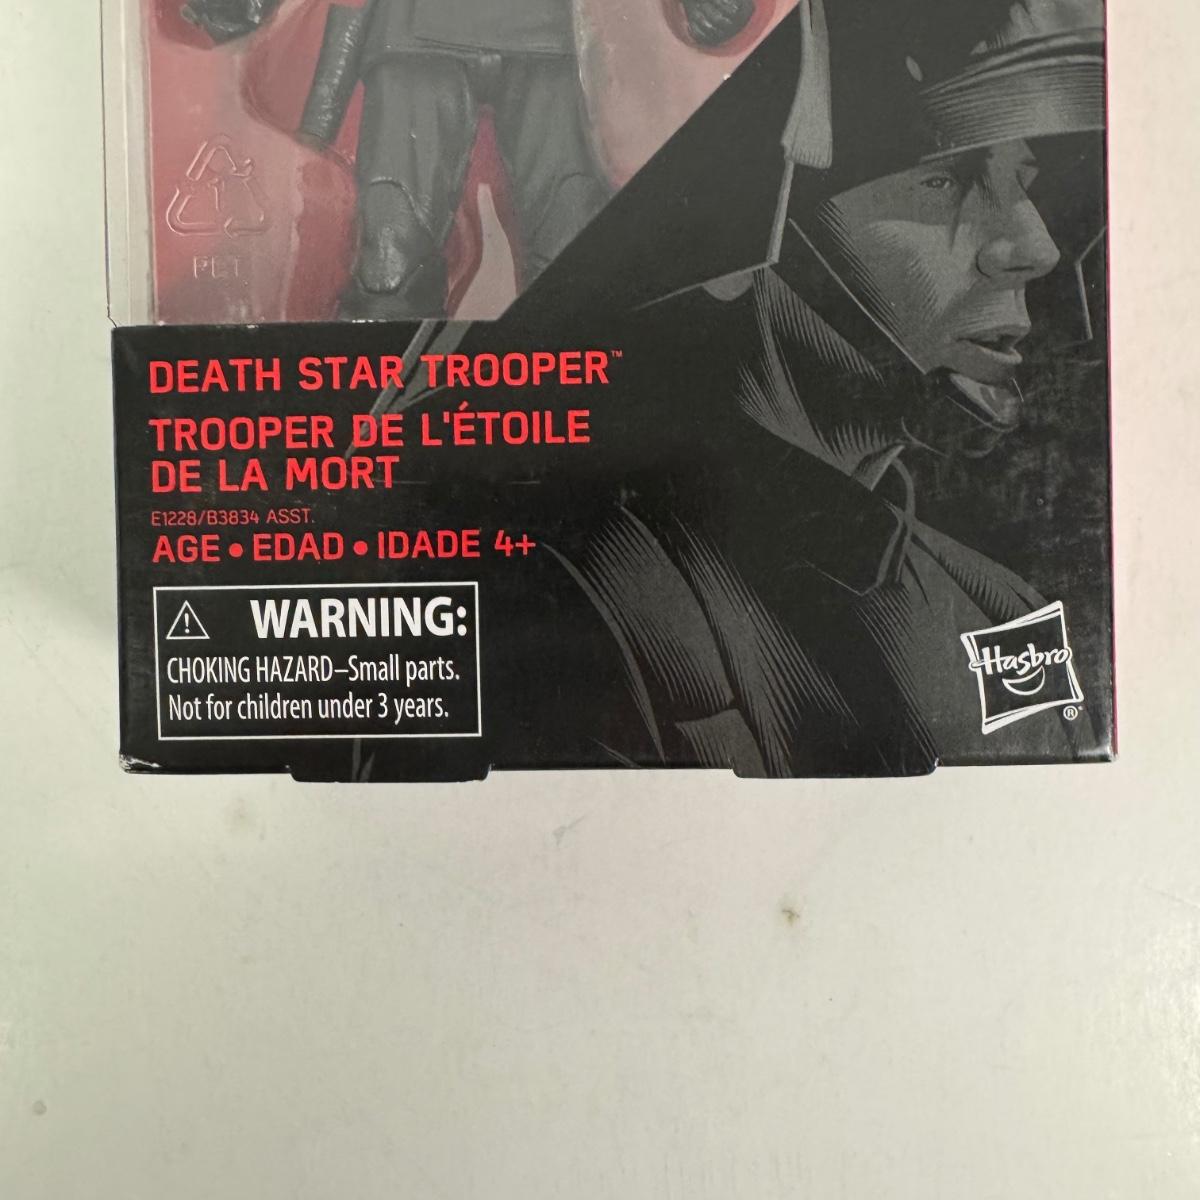 1
PET
DEATH STAR TROOPER™
TROOPER DE L'ÉTOILE
DE LA MORT
E1228/B3834 ASST.
AGE • EDAD • IDADE 4+
WARNING:
CHOKING HAZARD–Small parts.
Not for children under 3 years.
Hasbro
®